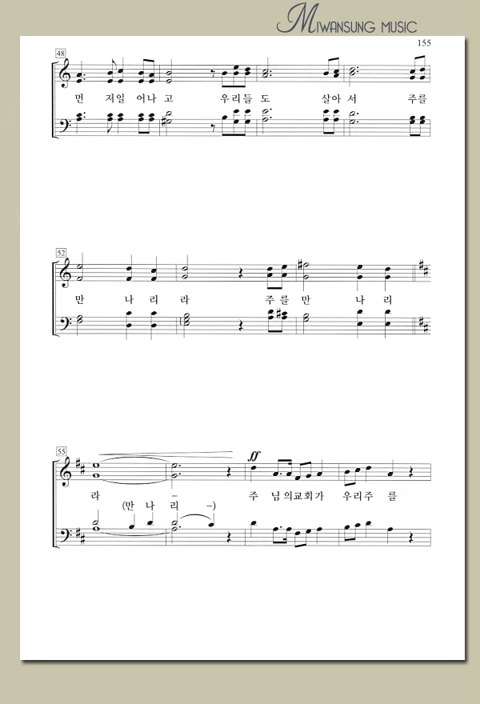 MIWANSUNG MUSIC
155
48
먼 저일 어나 고 우리들 도 살아 서 주를
52
만 나 리 라 주를 만 나 리
55
ff
라 - 주 님의교회가 우리주 를
(만 나 리 -)